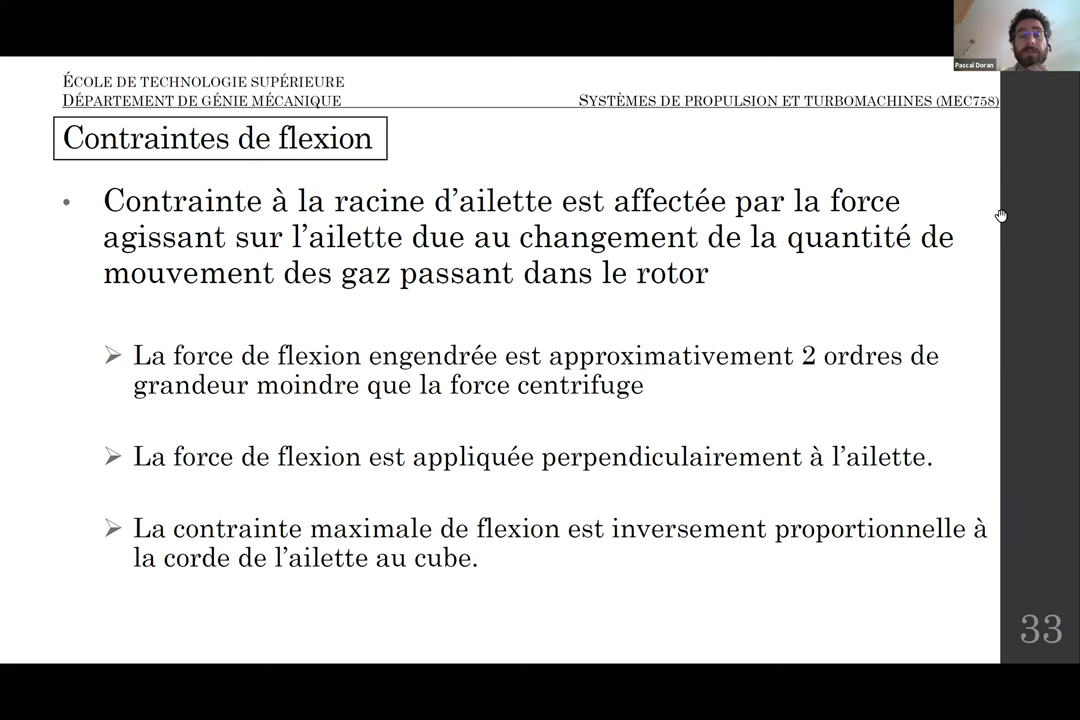 Pascal Doran
ÉCOLE DE TECHNOLOGIE SUPÉRIEURE
DÉPARTEMENT DE GÉNIE MÉCANIQUE
SYSTÈMES DE PROPULSION ET TURBOMACHINES (MEC758)
Contraintes de flexion
• Contrainte à la racine d'ailette est affectée par la force
agissant sur l'ailette due au changement de la quantité de
mouvement des gaz passant dans le rotor
➢ La force de flexion engendrée est approximativement 2 ordres de
grandeur moindre que la force centrifuge
➢ La force de flexion est appliquée perpendiculairement à l'ailette.
➢ La contrainte maximale de flexion est inversement proportionnelle à
la corde de l'ailette au cube.
33